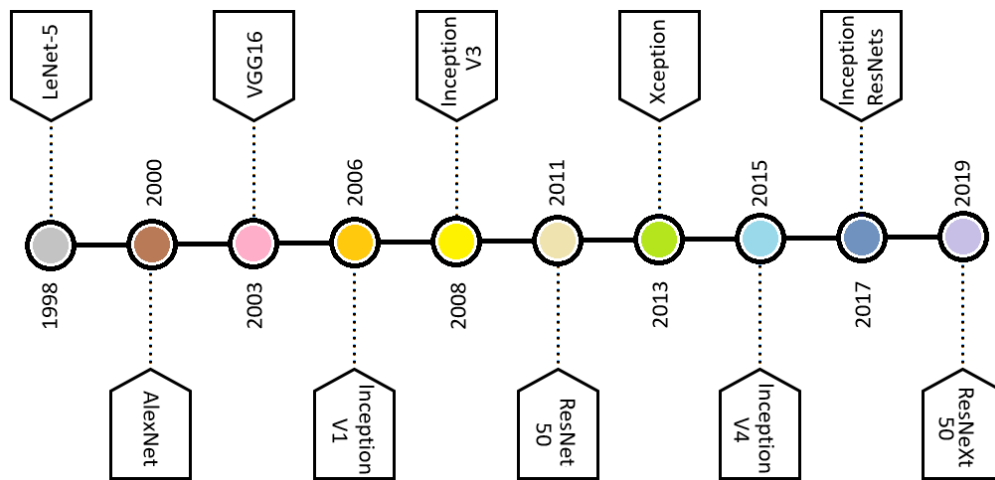 LeNet-5
1998
2000
AlexNet
VGG16
2003
2006
Inception
V1
Inception
V3
2008
2011
ResNet
50
Xception
2013
2015
Inception
V4
Inception
ResNets
2017
2019
ResNeXt
50